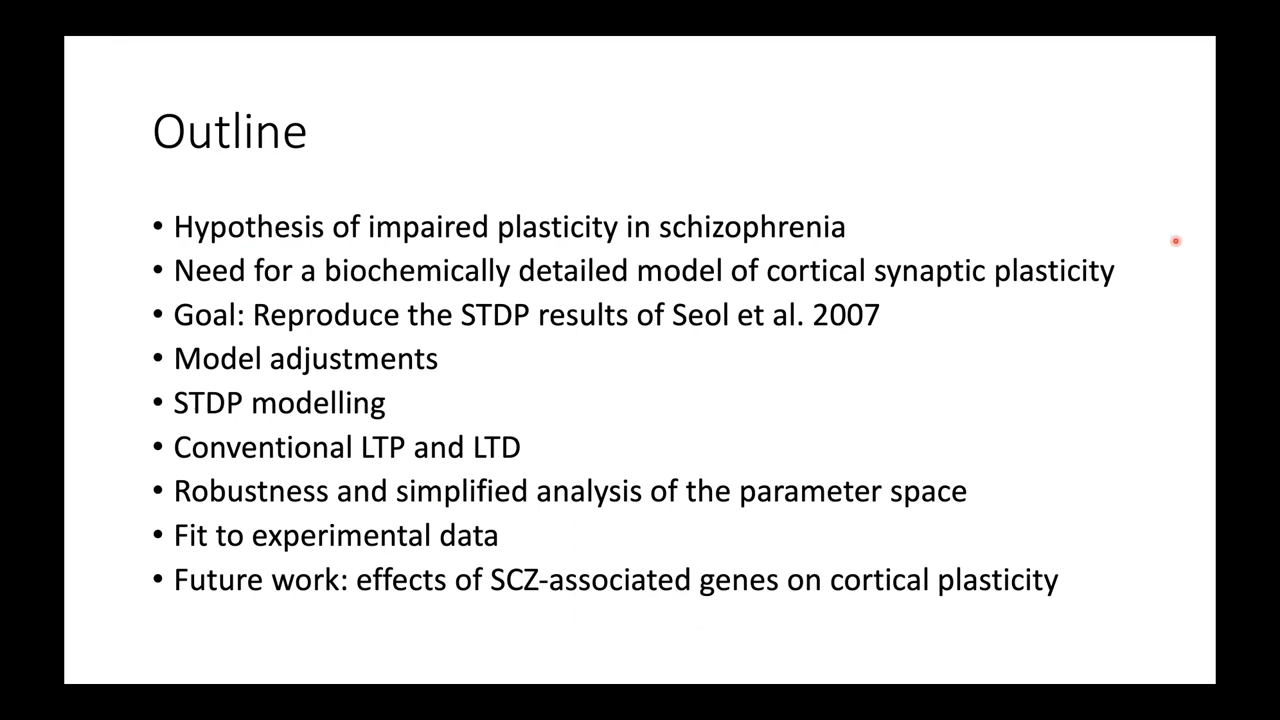 Outline
• Hypothesis of impaired plasticity in schizophrenia
• Need for a biochemically detailed model of cortical synaptic plasticity
• Goal: Reproduce the STDP results of Seol et al. 2007
• Model adjustments
• STDP modelling
• Conventional LTP and LTD
• Robustness and simplified analysis of the parameter space
• Fit to experimental data
• Future work: effects of SCZ-associated genes on cortical plasticity